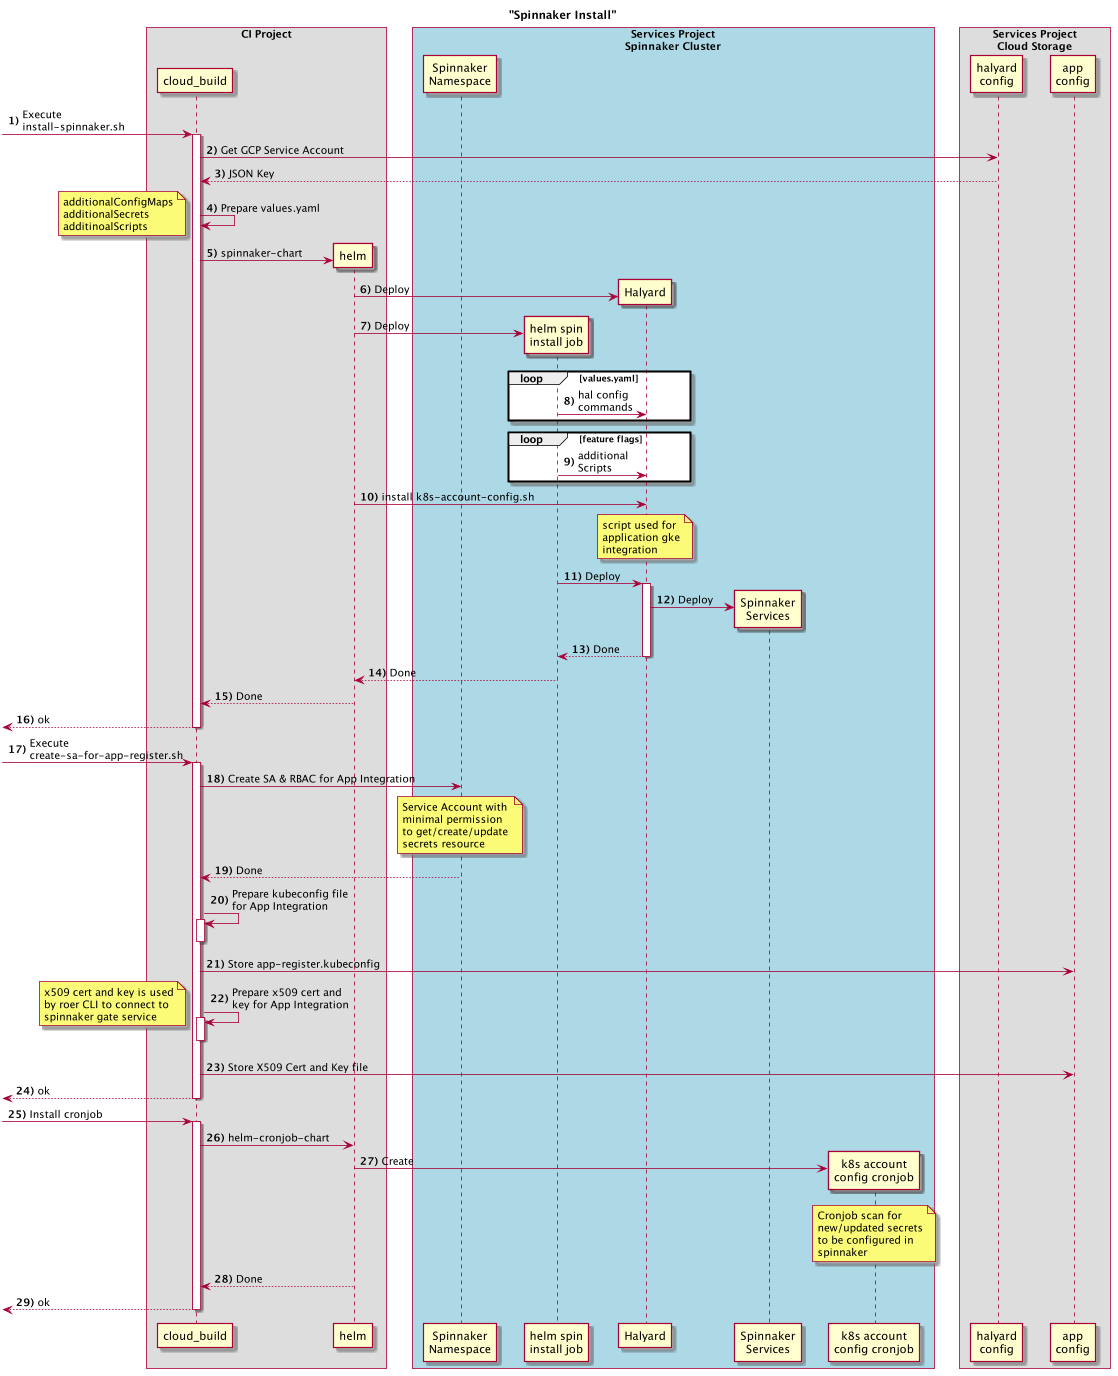 "Spinnaker Install"
CI Project
Services Project
Spinnaker Cluster
Services Project
Cloud Storage
cloud_build
Spinnaker
Namespace
halyard
config
app
config
1) Execute
install-spinnaker.sh
2) Get GCP Service Account
3) JSON Key
additionalConfigMaps
additionalSecrets
additinoalScripts
4) Prepare values.yaml
5) spinnaker-chart
helm
6) Deploy
Halyard
7) Deploy
helm spin
install job
loop [values.yaml]
8) hal config
commands
loop [feature flags]
9) additional
Scripts
10) install k8s-account-config.sh
script used for
application gke
integration
11) Deploy
12) Deploy
Spinnaker
Services
13) Done
14) Done
15) Done
16) ok
17) Execute
create-sa-for-app-register.sh
18) Create SA & RBAC for App Integration
Service Account with
minimal permission
to get/create/update
secrets resource
19) Done
20) Prepare kubeconfig file
for App Integration
21) Store app-register.kubeconfig
x509 cert and key is used
by roer CLI to connect to
spinnaker gate service
22) Prepare x509 cert and
key for App Integration
23) Store X509 Cert and Key file
24) ok
25) Install cronjob
26) helm-cronjob-chart
27) Create
k8s account
config cronjob
Cronjob scan for
new/updated secrets
to be configured in
spinnaker
28) Done
29) ok
cloud_build
helm
Spinnaker
Namespace
helm spin
install job
Halyard
Spinnaker
Services
k8s account
config cronjob
halyard
config
app
config